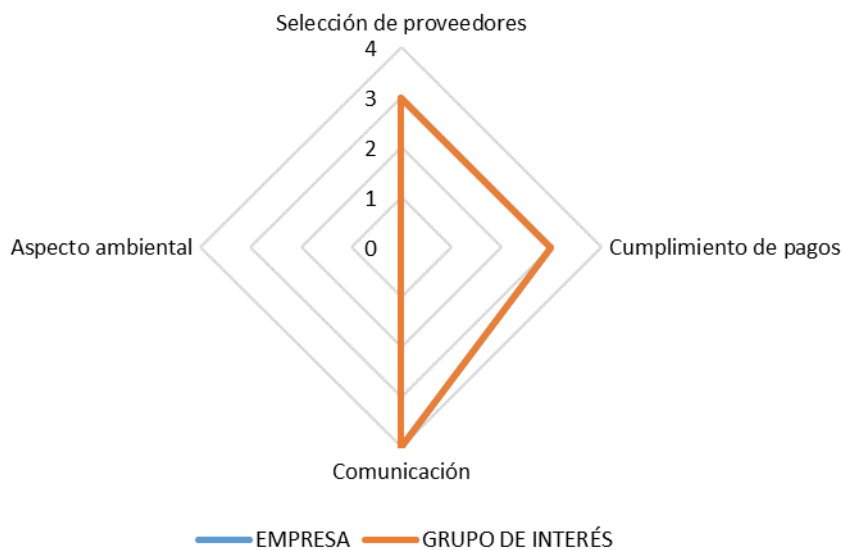 Selección de proveedores
4
3
2
1
0
Aspecto ambiental
Cumplimiento de pagos
Comunicación
EMPRESA GRUPO DE INTERÉS